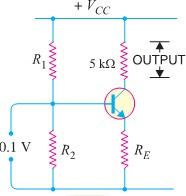 + V_CC
R_1
5 kΩ
OUTPUT
0.1 V
R_2
R_E